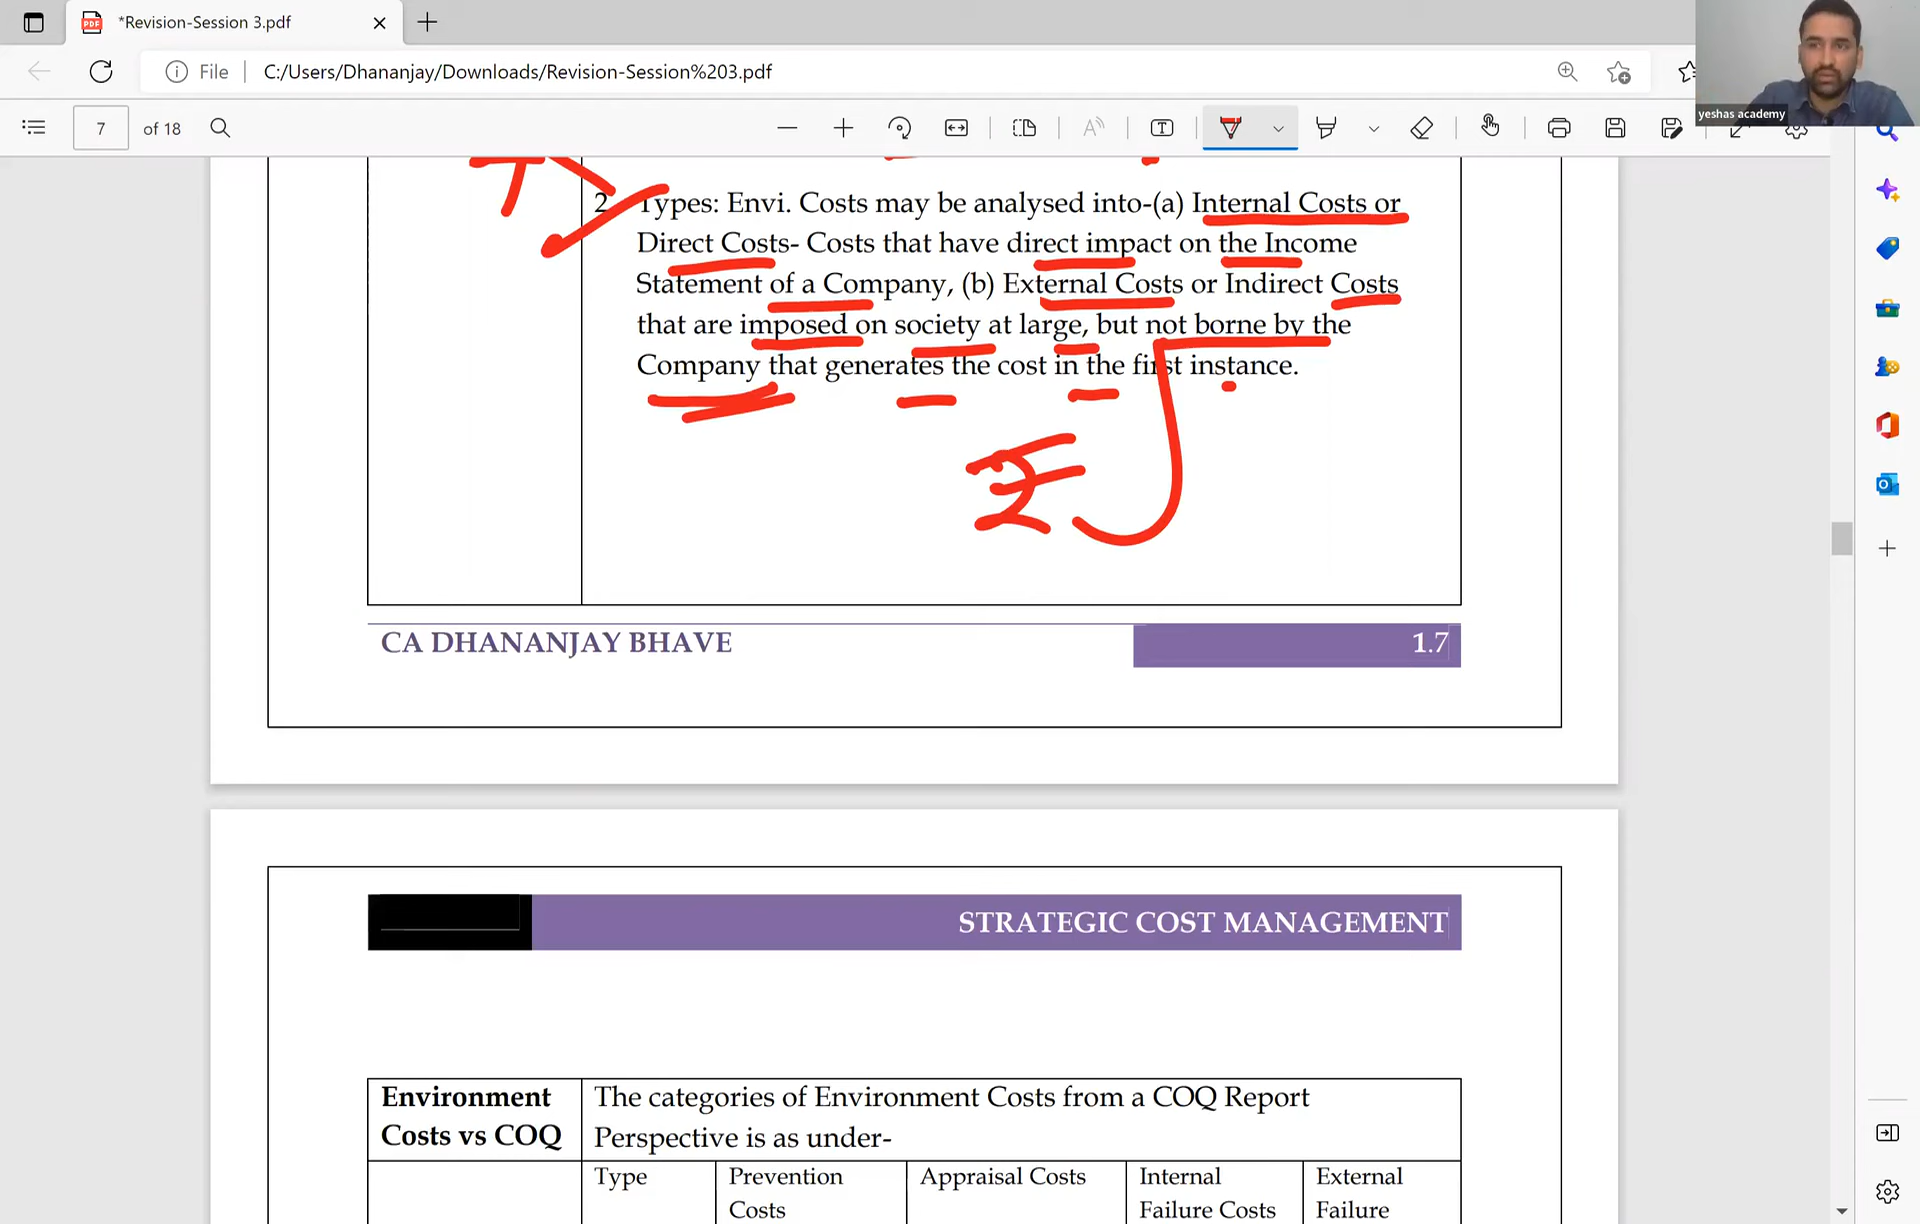 *Revision-Session 3.pdf
File
C:/Users/Dhananjay/Downloads/Revision-Session%203.pdf
yeshas academy
7 of 18
2 Types: Envi. Costs may be analysed into-(a) Internal Costs or
Direct Costs- Costs that have direct impact on the Income
Statement of a Company, (b) External Costs or Indirect Costs
that are imposed on society at large, but not borne by the
Company that generates the cost in the first instance.
₹
CA DHANANJAY BHAVE
1.7
STRATEGIC COST MANAGEMENT
Environment
Costs vs COQ
The categories of Environment Costs from a COQ Report
Perspective is as under-
Type
Prevention
Costs
Appraisal Costs
Internal
Failure Costs
External
Failure